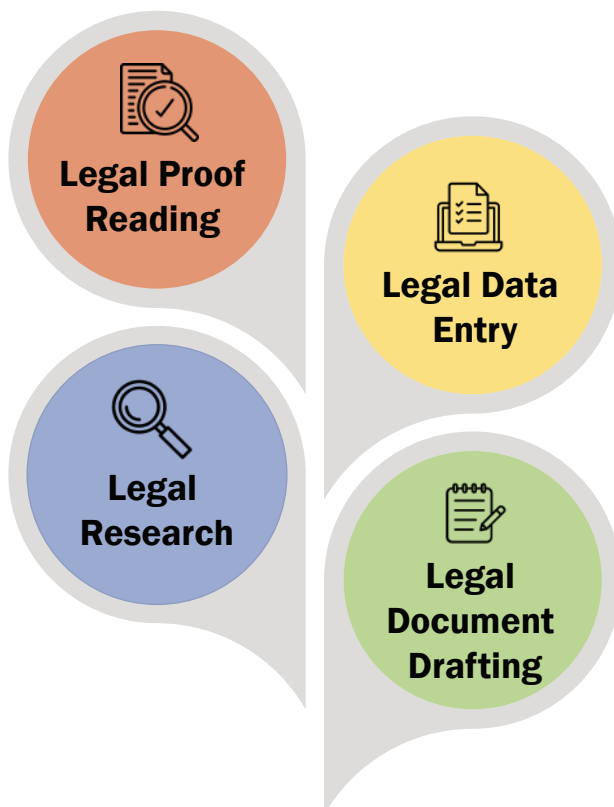 Legal Proof
Reading
Legal Data
Entry
Legal
Research
Legal
Document
Drafting